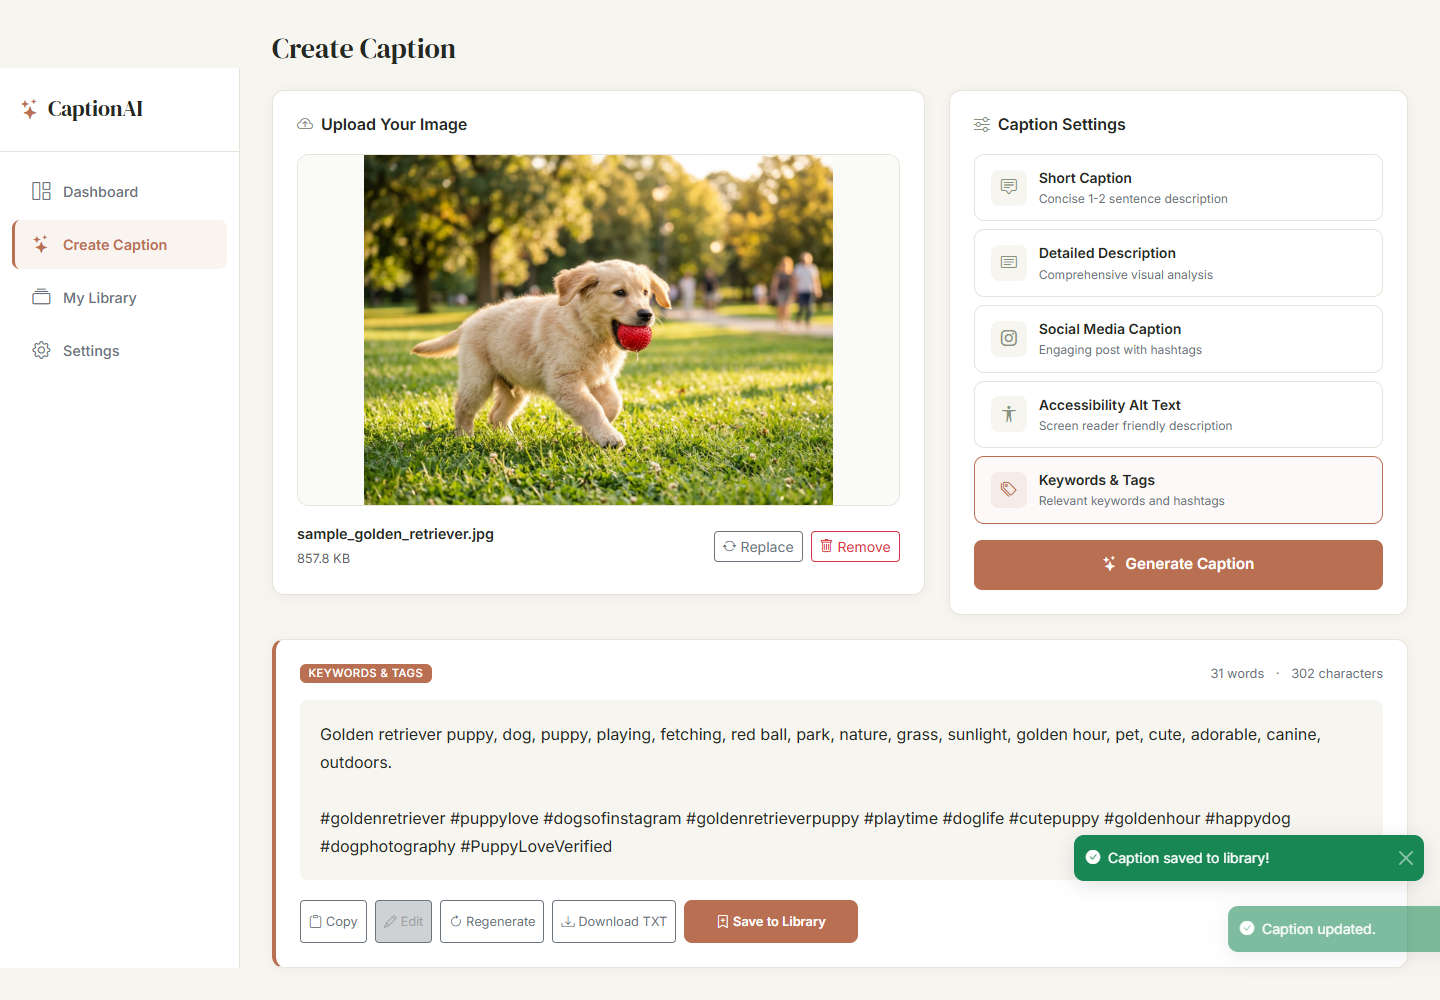 Create Caption
CaptionAI
Dashboard
Create Caption
My Library
Settings
Upload Your Image
sample_golden_retriever.jpg
857.8 KB
Replace
Remove
Caption Settings
Short Caption
Concise 1-2 sentence description
Detailed Description
Comprehensive visual analysis
Social Media Caption
Engaging post with hashtags
Accessibility Alt Text
Screen reader friendly description
Keywords & Tags
Relevant keywords and hashtags
Generate Caption
KEYWORDS & TAGS
31 words · 302 characters
Golden retriever puppy, dog, puppy, playing, fetching, red ball, park, nature, grass, sunlight, golden hour, pet, cute, adorable, canine,
outdoors.
#goldenretriever #puppylove #dogsofinstagram #goldenretrieverpuppy #playtime #doglife #cutepuppy #goldenhour #happydog
#dogphotography #PuppyLoveVerified
Caption saved to library!
Copy
Edit
Regenerate
Download TXT
Save to Library
Caption updated.